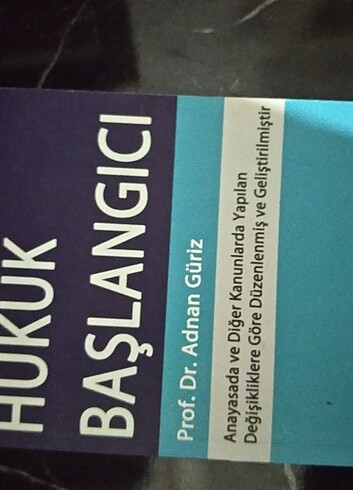 HUKUK
BAŞLANGICI
Prof. Dr. Adnan Güriz
Anayasada ve Diğer Kanunlarda Yapılan
Değişikliklere Göre Düzenlenmiş ve Geliştirilmiştir